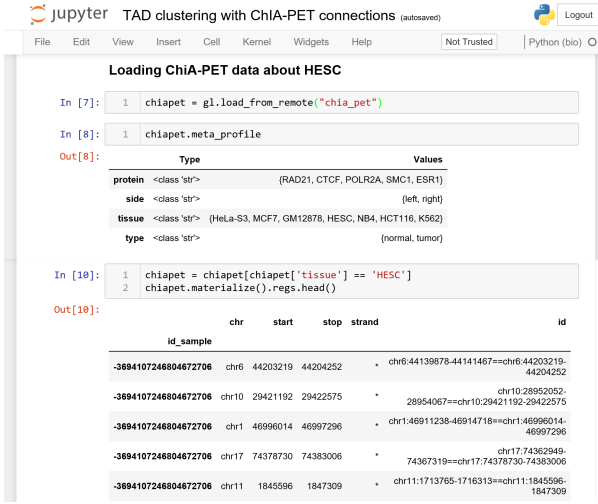 jupyter TAD clustering with ChIA-PET connections (autosaved)
Logout
File Edit View Insert Cell Kernel Widgets Help Not Trusted Python (bio)
Loading ChiA-PET data about HESC
In [7]: 1 chiapet = gl.load_from_remote("chia_pet")
In [8]: 1 chiapet.meta_profile
Out[8]:
Type Values
protein <class 'str'> {RAD21, CTCF, POLR2A, SMC1, ESR1}
side <class 'str'> {left, right}
tissue <class 'str'> {HeLa-S3, MCF7, GM12878, HESC, NB4, HCT116, K562}
type <class 'str'> {normal, tumor}
In [10]: 1 chiapet = chiapet[chiapet['tissue'] == 'HESC']
2 chiapet.materialize().regs.head()
Out[10]:
chr start stop strand id
id_sample
-3694107246804672706 chr6 44203219 44204252 * chr6:44139878-44141467==chr6:44203219-
44204252
-3694107246804672706 chr10 29421192 29422575 * chr10:28952052-
28954067==chr10:29421192-29422575
-3694107246804672706 chr1 46996014 46997296 * chr1:46911238-46914718==chr1:46996014-
46997296
-3694107246804672706 chr17 74378730 74383006 * chr17:74362949-
74367319==chr17:74378730-74383006
-3694107246804672706 chr11 1845596 1847309 * chr11:1713765-1716313==chr11:1845596-
1847309